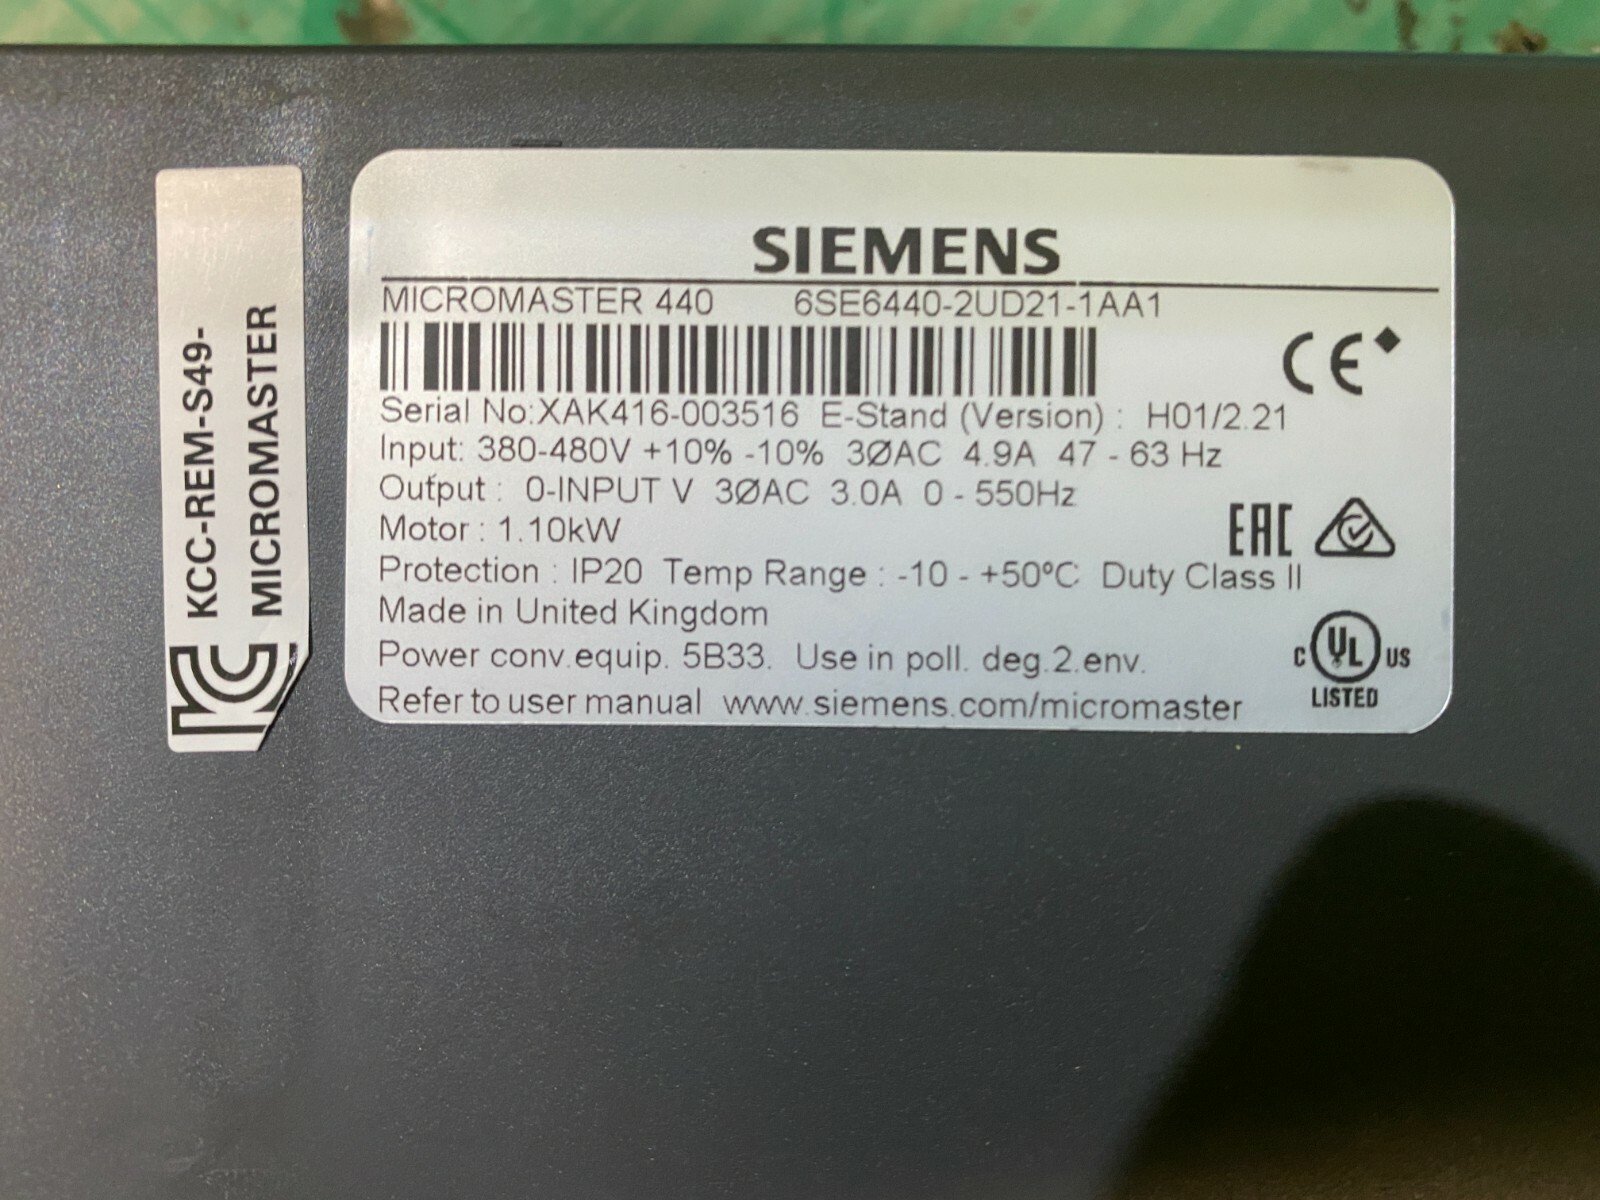 KCC-REM-S49-
MICROMASTER
SIEMENS
MICROMASTER 440 6SE6440-2UD21-1AA1
CE
Serial No:XAK416-003516 E-Stand (Version) : H01/2.21
Input: 380-480V +10% -10% 3ØAC 4.9A 47 - 63 Hz
Output : 0-INPUT V 3ØAC 3.0A 0 - 550Hz
Motor : 1.10kW
EAC
Protection : IP20 Temp Range : -10 - +50°C Duty Class II
Made in United Kingdom
Power conv.equip. 5B33. Use in poll. deg.2.env.
C UL US
LISTED
Refer to user manual www.siemens.com/micromaster